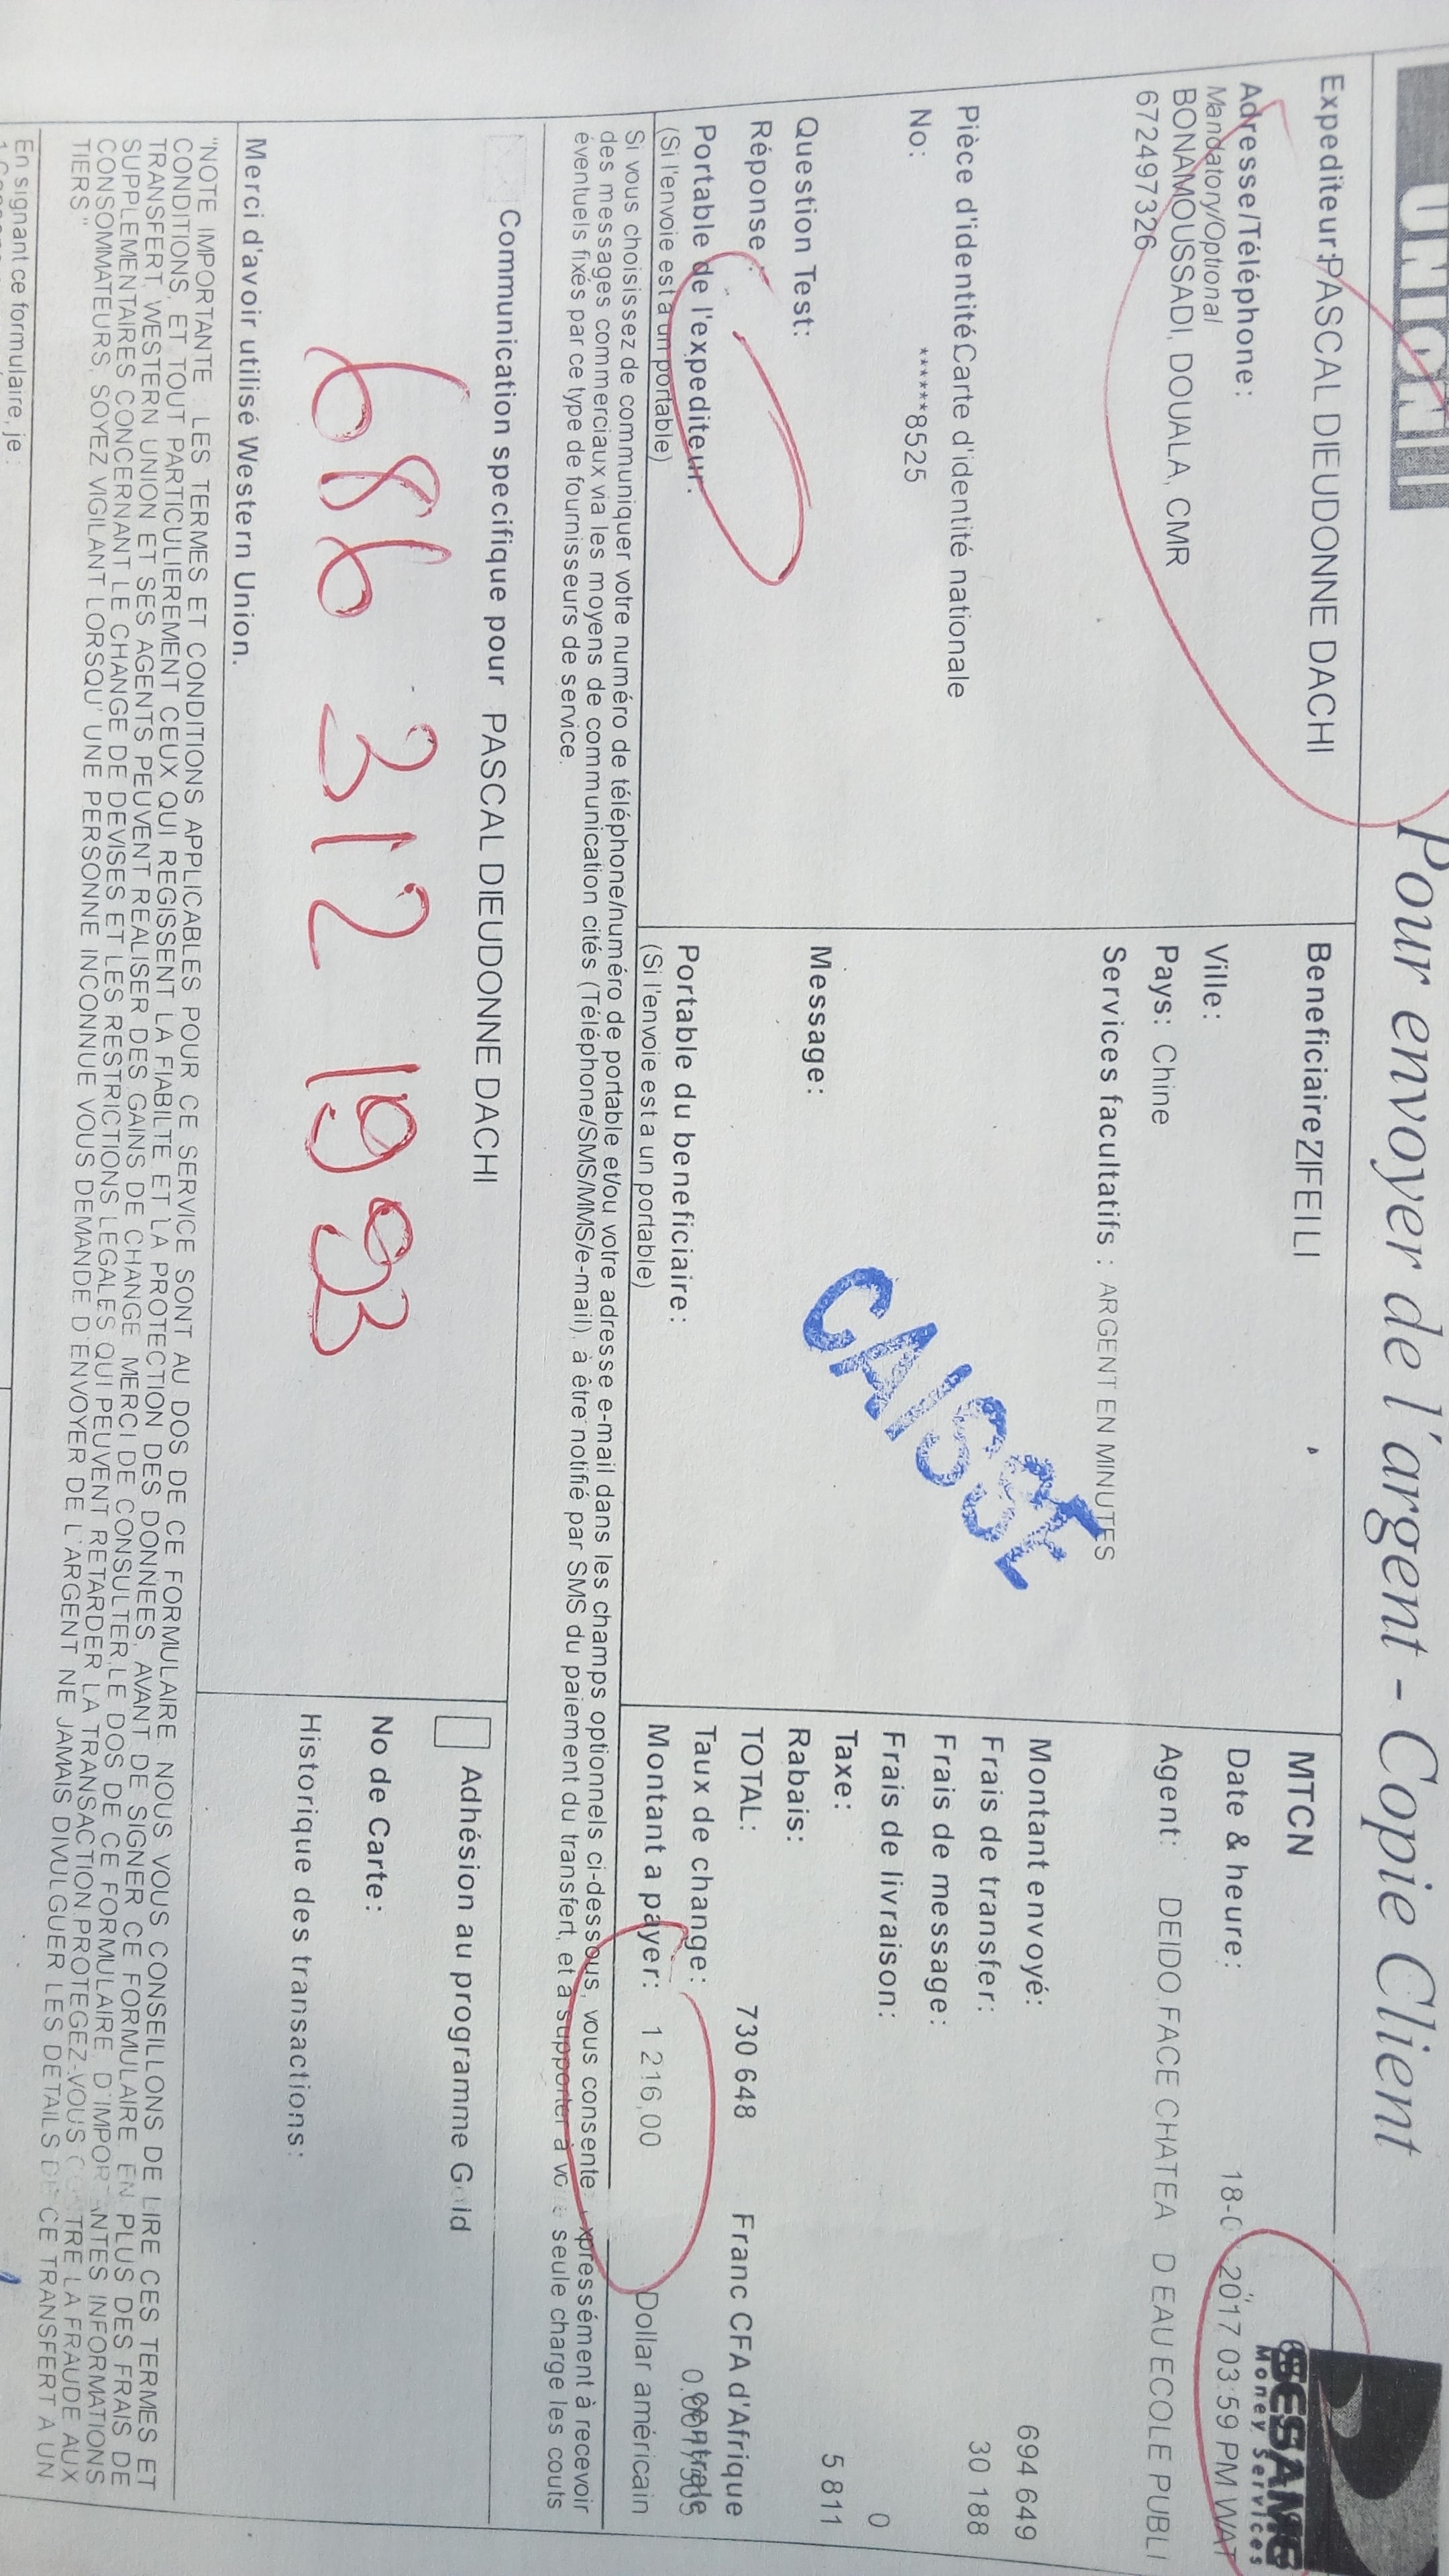 UNION
Pour envoyer de l'argent - Copie Client
SESAME
Money Services
Expediteur: PASCAL DIEUDONNE DACHI
Adresse/Téléphone:
Mandatory/Optional
BONAMOUSSADI, DOUALA, CMR
672497326
Pièce d'identité Carte d'identité nationale
No: ******8525
Question Test:
Réponse :
Portable de l'expediteur:
(Si l'envoie est a un portable)
Beneficiaire: ZIFEI LI
Ville:
Pays: Chine
Services facultatifs : ARGENT EN MINUTES
CAISSE
Message:
Portable du beneficiaire:
(Si l'envoie est a un portable)
MTCN
Date & heure: 2017 03:59 PM WAT
Agent: DEIDO FACE CHATEA D EAU ECOLE PUBLI
Montant envoyé: 694 649
Frais de transfer: 30 188
Frais de message:
Frais de livraison: 0
Taxe: 5 811
Rabais:
TOTAL: 730 648 Franc CFA d'Afrique
Taux de change:
Montant a payer: 1 216,00 Dollar américain
Si vous choisissez de communiquer votre numéro de téléphone/numéro de portable et/ou votre adresse e-mail dans les champs optionnels ci-dessous, vous consentez expressément à recevoir
des messages commerciaux via les moyens de communication cités (Téléphone/SMS/MMS/e-mail), à être notifié par SMS du paiement du transfert, et a supporter à seule charge les couts
éventuels fixés par ce type de fournisseurs de service.
Communication specifique pour PASCAL DIEUDONNE DACHI
686 312 1993
Adhésion au programme Gold
No de Carte:
Historique des transactions:
Merci d'avoir utilisé Western Union.
"NOTE IMPORTANTE : LES TERMES ET CONDITIONS APPLICABLES POUR CE SERVICE SONT AU DOS DE CE FORMULAIRE. NOUS VOUS CONSEILLONS DE LIRE CES TERMES ET
CONDITIONS, ET TOUT PARTICULIEREMENT CEUX QUI REGISSENT LA FIABILTE ET LA PROTECTION DES DONNEES, AVANT DE SIGNER CE FORMULAIRE. EN PLUS DES FRAIS DE
TRANSFERT, WESTERN UNION ET SES AGENTS PEUVENT REALISER DES GAINS DE CHANGE. MERCI DE CONSULTER LE DOS DE CE FORMULAIRE, D'IMPORTANTES INFORMATIONS
SUPPLEMENTAIRES CONCERNANT LE CHANGE DE DEVISES ET LES RESTRICTIONS LEGALES QUI PEUVENT RETARDER LA TRANSACTION. PROTEGEZ-VOUS CONTRE LA FRAUDE AUX
CONSOMMATEURS, SOYEZ VIGILANT LORSQU' UNE PERSONNE INCONNUE VOUS DEMANDE D'ENVOYER DE L'ARGENT. NE JAMAIS DIVULGUER LES DETAILS DE CE TRANSFERT A UN
TIERS"
En signant ce formulaire, je :